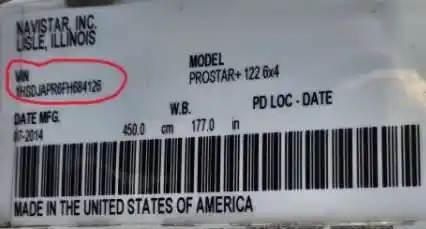 NAVISTAR, INC.
LISLE, ILLINOIS
VIN
1HSDJAPR6FH684126
MODEL
PROSTAR+ 122 6x4
DATE MFG.
07-2014
W.B.
450.0 cm 177.0 in
PD LOC - DATE
MADE IN THE UNITED STATES OF AMERICA